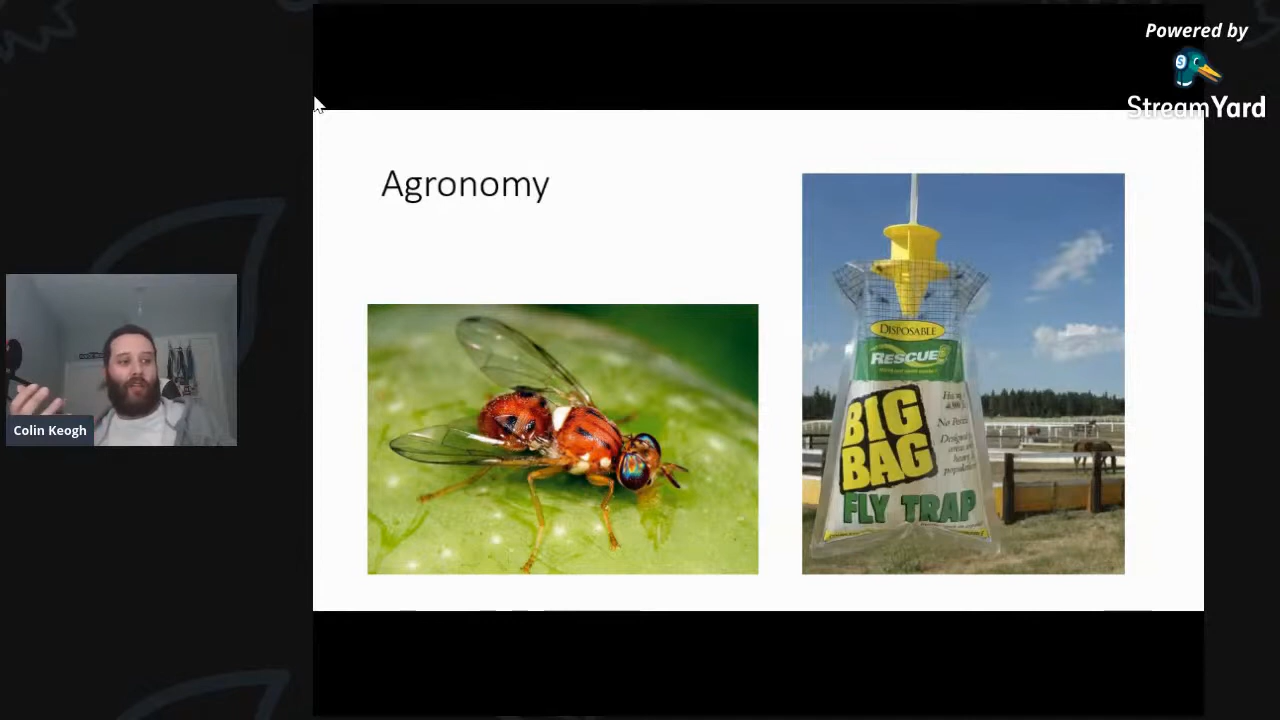 Powered by
StreamYard
Agronomy
DISPOSABLE
RESCUE!
BIG
BAG
FLY TRAP
Colin Keogh